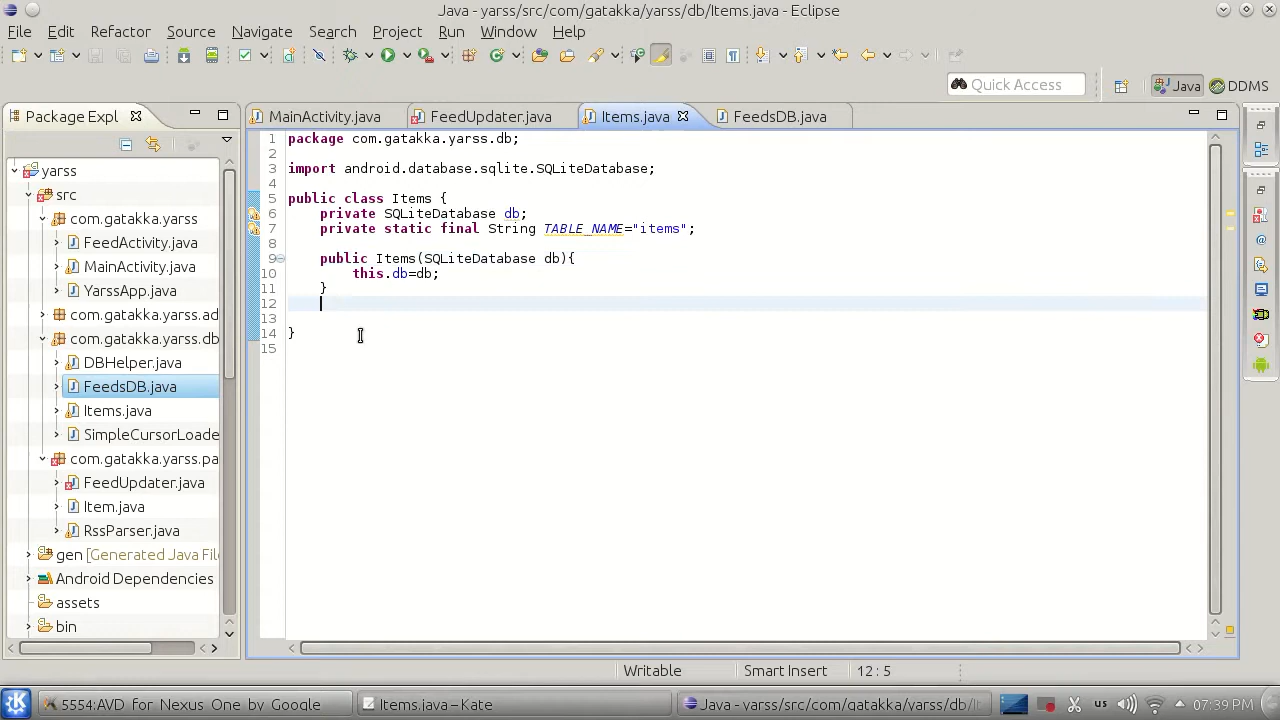 Java - yarss/src/com/gatakka/yarss/db/Items.java - Eclipse
File Edit Refactor Source Navigate Search Project Run Window Help
Quick Access
Java
DDMS
Package Expl
MainActivity.java
FeedUpdater.java
Items.java
FeedsDB.java
yarss
src
com.gatakka.yarss
FeedActivity.java
MainActivity.java
YarssApp.java
com.gatakka.yarss.ad
com.gatakka.yarss.db
DBHelper.java
FeedsDB.java
Items.java
SimpleCursorLoade
com.gatakka.yarss.pa
FeedUpdater.java
Item.java
RssParser.java
gen [Generated Java Fil
Android Dependencies
assets
bin
1 package com.gatakka.yarss.db;
2
3 import android.database.sqlite.SQLiteDatabase;
4
5 public class Items {
6 private SQLiteDatabase db;
7 private static final String TABLE_NAME="items";
8
9 public Items(SQLiteDatabase db){
10 this.db=db;
11 }
12
13
14 }
15
Writable
Smart Insert
12 : 5
5554:AVD for Nexus One by Google
Items.java – Kate
Java - yarss/src/com/gatakka/yarss/db/It
us
07:39 PM